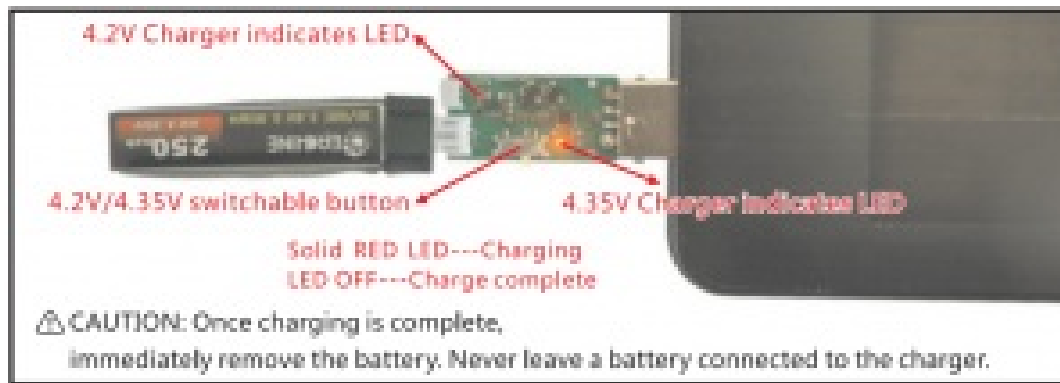 4.2V Charger indicates LED
250
4.2V/4.35V switchable button
4.35V Charger indicates LED
Solid RED LED---Charging
LED OFF---Charge complete
⚠ CAUTION: Once charging is complete,
immediately remove the battery. Never leave a battery connected to the charger.